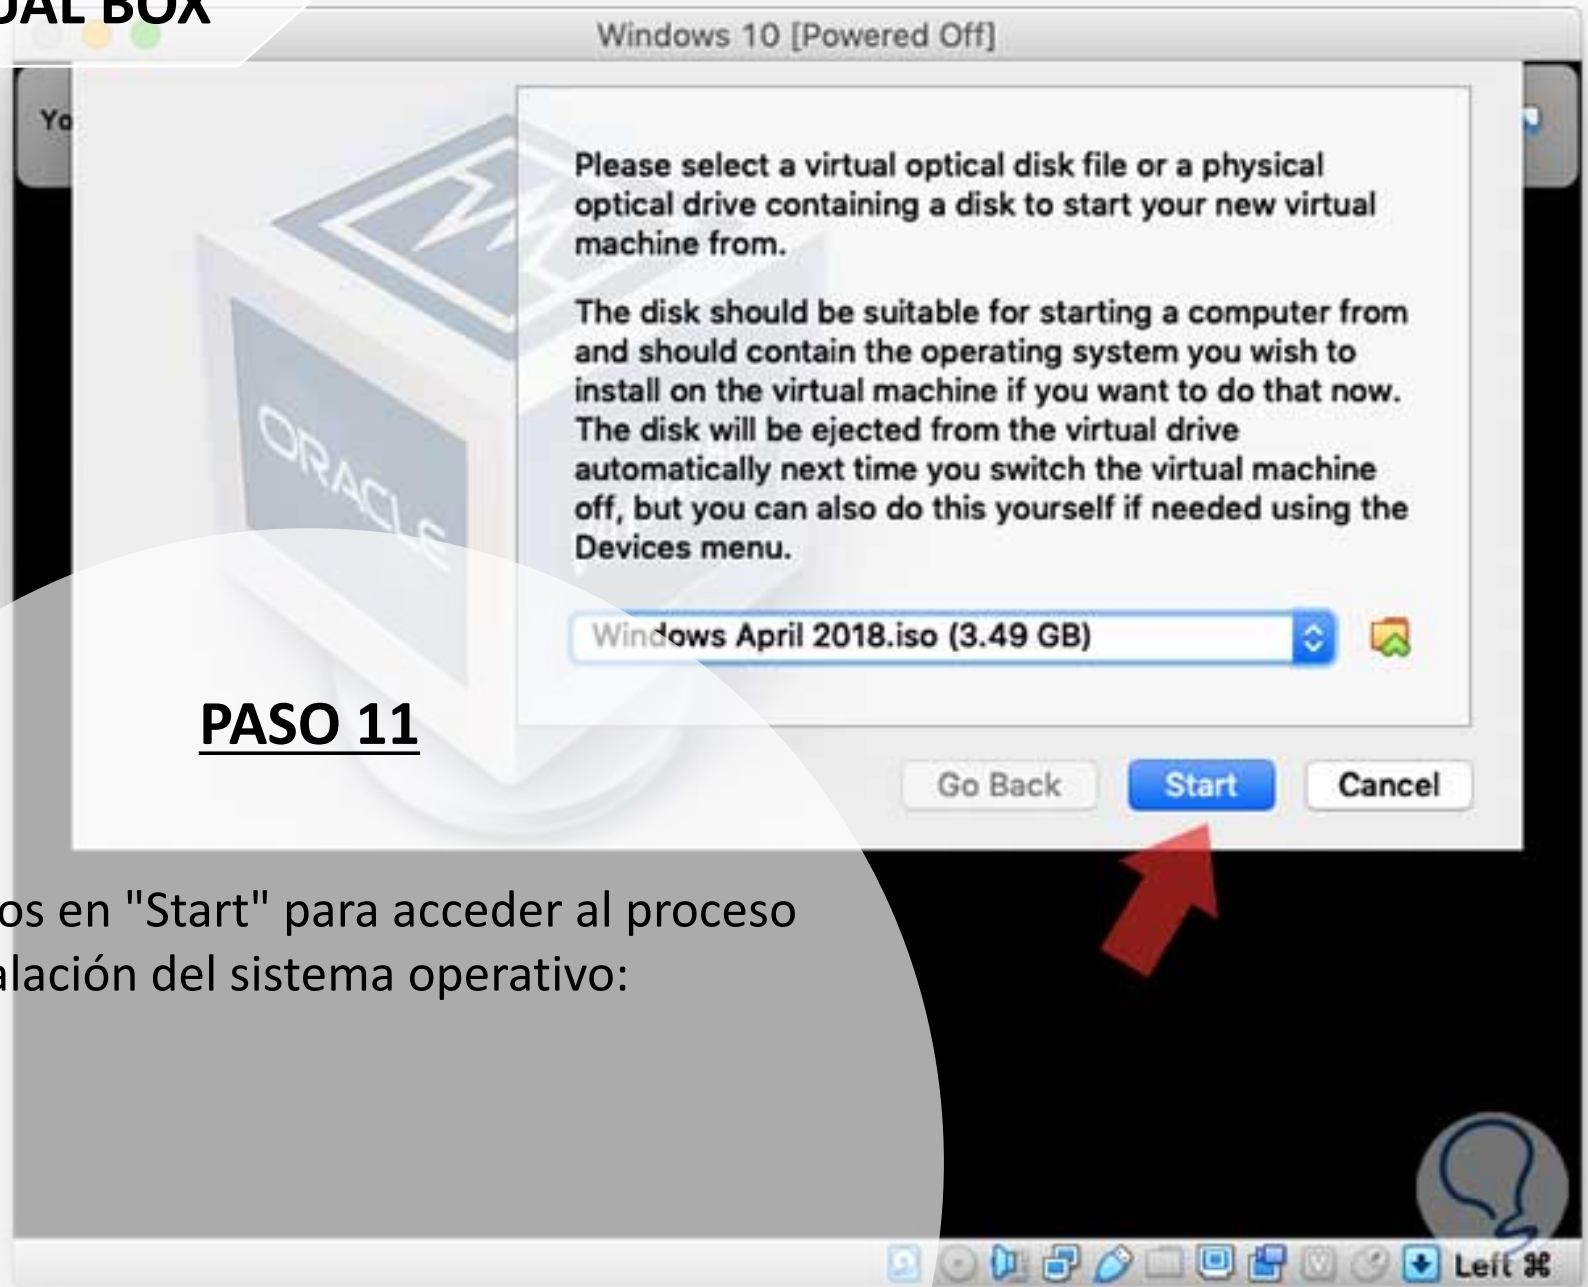 UAL BOX
Windows 10 [Powered Off]
Yo
Please select a virtual optical disk file or a physical
optical drive containing a disk to start your new virtual
machine from.
The disk should be suitable for starting a computer from
and should contain the operating system you wish to
install on the virtual machine if you want to do that now.
The disk will be ejected from the virtual drive
automatically next time you switch the virtual machine
off, but you can also do this yourself if needed using the
Devices menu.
ORACLE
Windows April 2018.iso (3.49 GB)
PASO 11
Go Back Start Cancel
os en "Start" para acceder al proceso
alación del sistema operativo:
Left ⌘